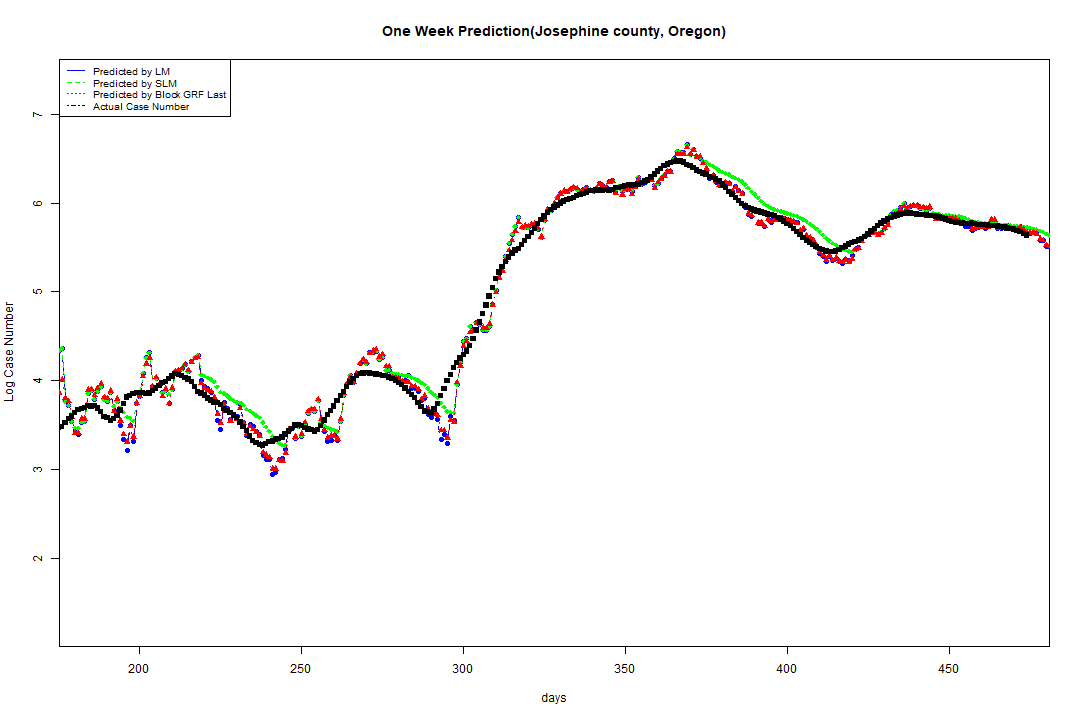 One Week Prediction(Josephine county, Oregon)
Predicted by LM
Predicted by SLM
Predicted by Block GRF Last
Actual Case Number
7
6
5
4
3
2
Log Case Number
200 250 300 350 400 450
days